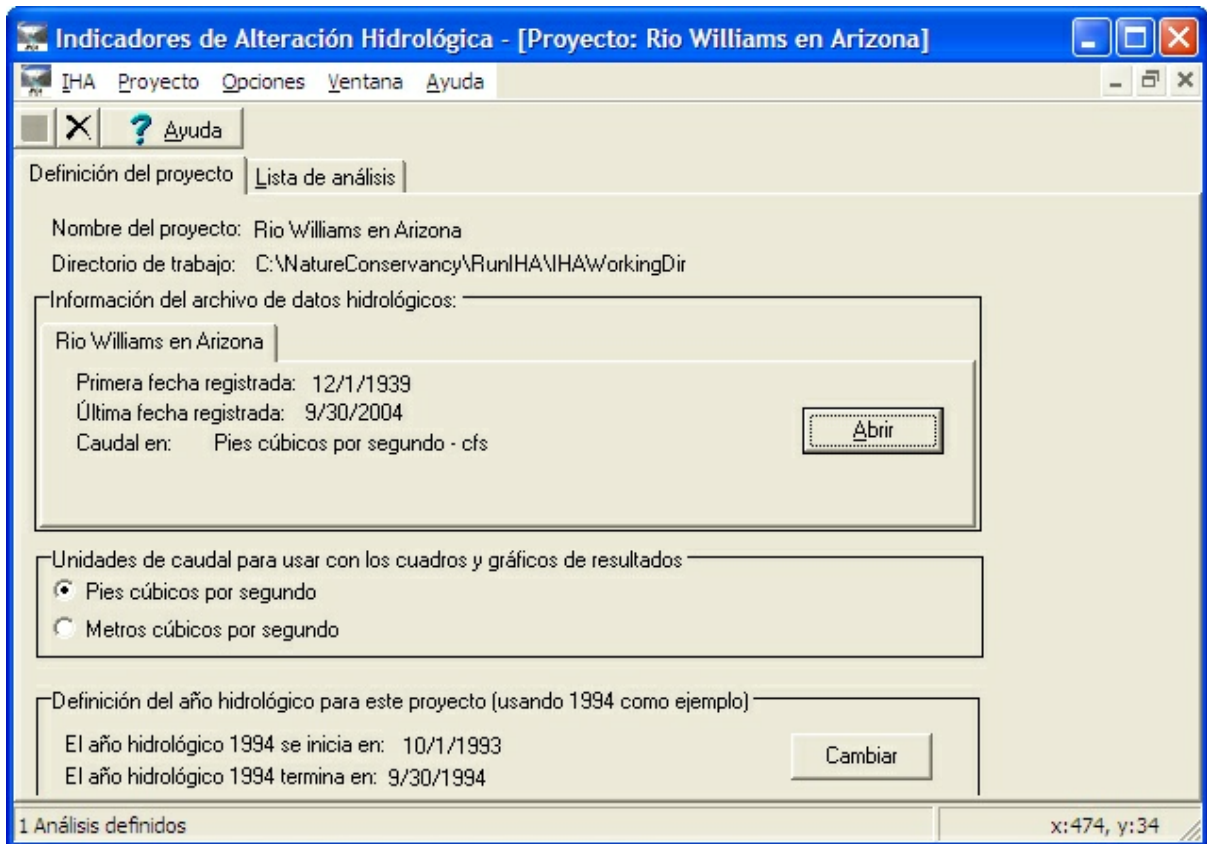 Indicadores de Alteración Hidrológica - [Proyecto: Rio Williams en Arizona]
IHA Proyecto Opciones Ventana Ayuda
? Ayuda
Definición del proyecto Lista de análisis
Nombre del proyecto: Rio Williams en Arizona
Directorio de trabajo: C:\NatureConservancy\RunIHA\IHAWorkingDir
Información del archivo de datos hidrológicos:
Rio Williams en Arizona
Primera fecha registrada: 12/1/1939
Última fecha registrada: 9/30/2004
Abrir
Caudal en: Pies cúbicos por segundo - cfs
Unidades de caudal para usar con los cuadros y gráficos de resultados
Pies cúbicos por segundo
Metros cúbicos por segundo
Definición del año hidrológico para este proyecto (usando 1994 como ejemplo)
El año hidrológico 1994 se inicia en: 10/1/1993
Cambiar
El año hidrológico 1994 termina en: 9/30/1994
1 Análisis definidos x:474, y:34